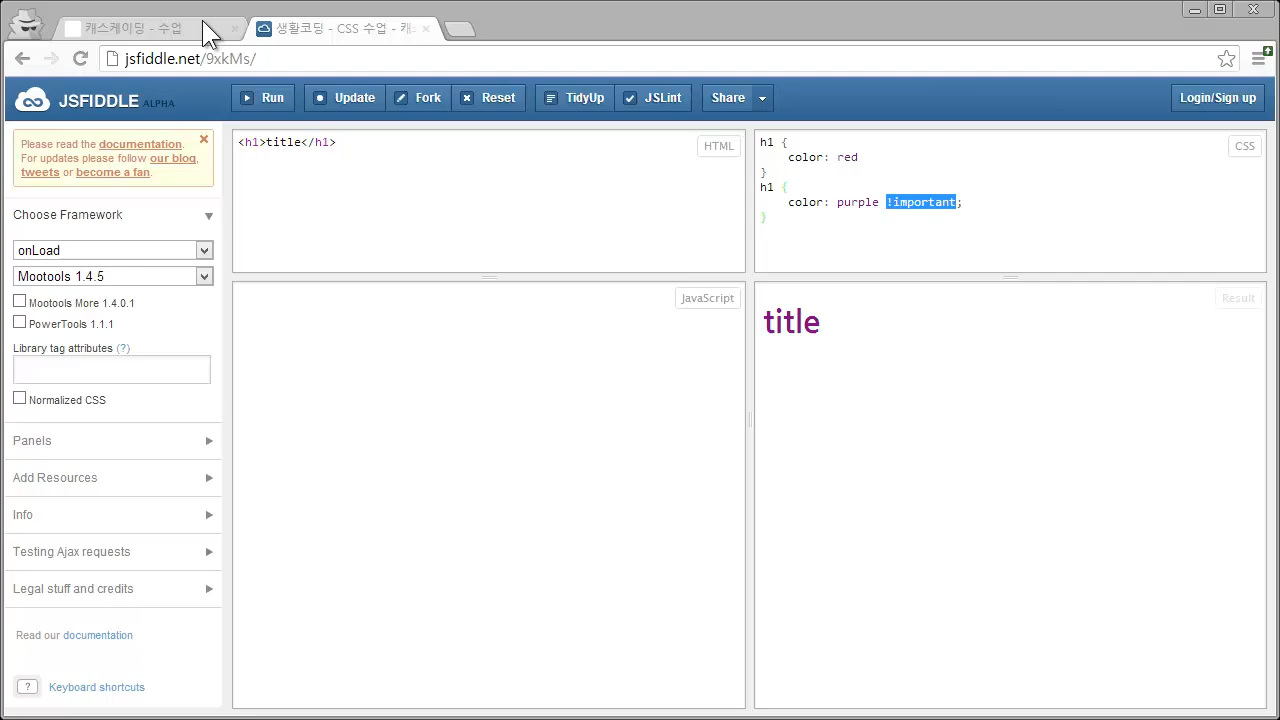 캐스케이딩 - 수업
생활코딩 - CSS 수업 - 캐
jsfiddle.net/9xkMs/
JSFIDDLE ALPHA
Run
Update
Fork
Reset
TidyUp
JSLint
Share
Login/Sign up
Please read the documentation.
For updates please follow our blog,
tweets or become a fan.
Choose Framework
onLoad
Mootools 1.4.5
Mootools More 1.4.0.1
PowerTools 1.1.1
Library tag attributes (?)
Normalized CSS
Panels
Add Resources
Info
Testing Ajax requests
Legal stuff and credits
Read our documentation
? Keyboard shortcuts
<h1>title</h1>
HTML
h1 {
color: red
}
h1 {
color: purple !important;
}
CSS
JavaScript
title
Result